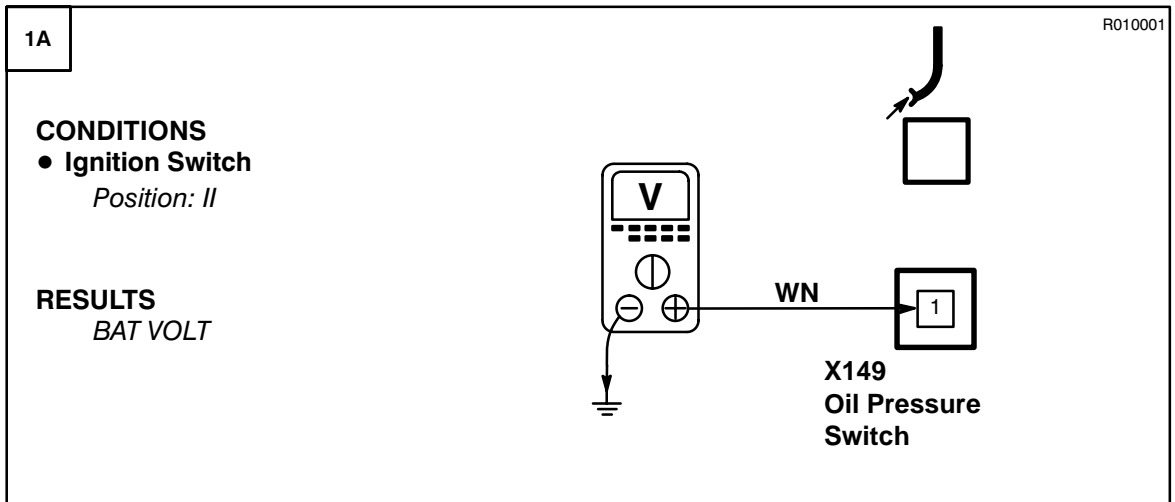 1A
R010001
CONDITIONS
● Ignition Switch
Position: II
RESULTS
BAT VOLT
V
WN
1
X149
Oil Pressure
Switch